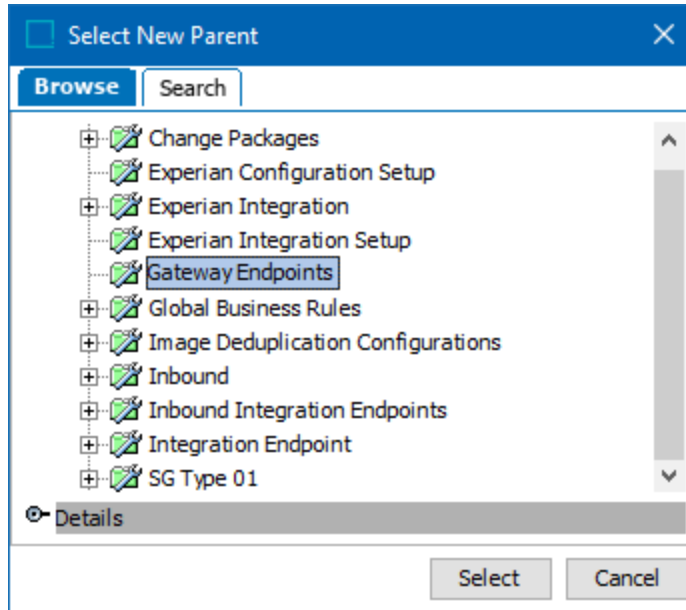 Select New Parent
Browse Search
Change Packages
Experian Configuration Setup
Experian Integration
Experian Integration Setup
Gateway Endpoints
Global Business Rules
Image Deduplication Configurations
Inbound
Inbound Integration Endpoints
Integration Endpoint
SG Type 01
Details
Select Cancel